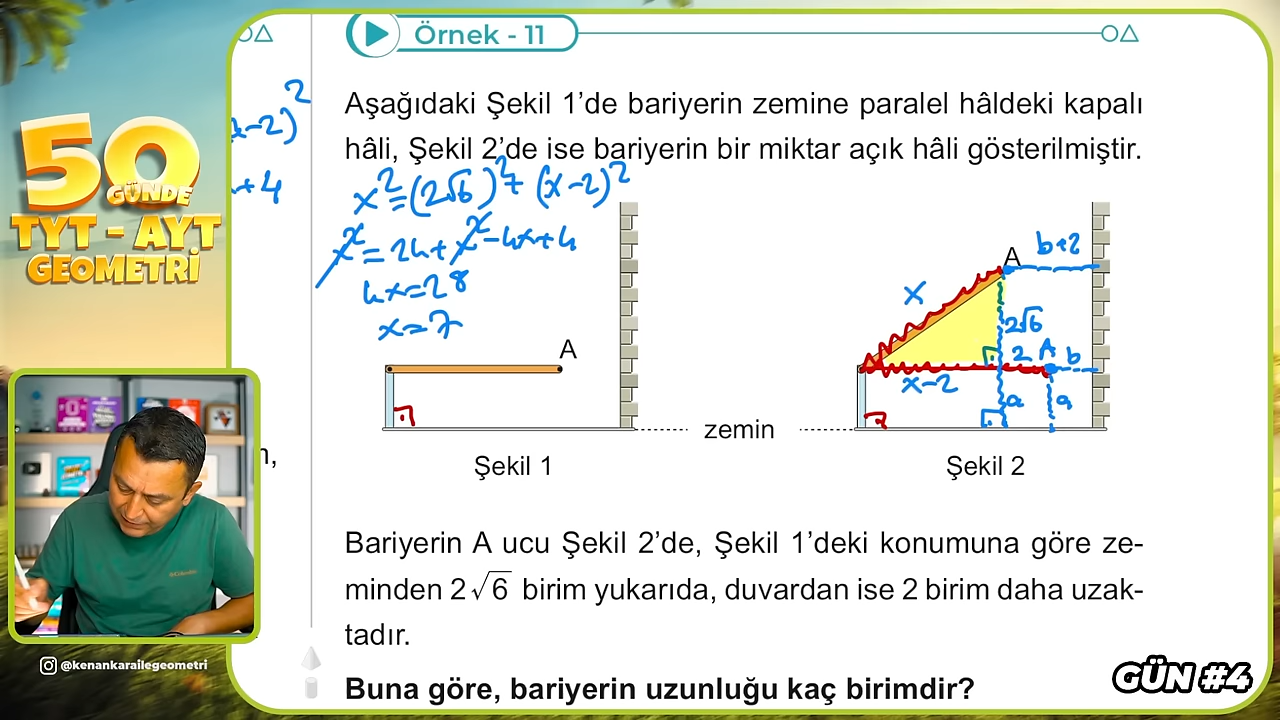 50
GÜNDE
TYT - AYT
GEOMETRİ
Örnek - 11
Aşağıdaki Şekil 1’de bariyerin zemine paralel hâldeki kapalı
hâli, Şekil 2’de ise bariyerin bir miktar açık hâli gösterilmiştir.
x-2)²
x+4
x²=(2√6)²+(x-2)²
x²=24+x²-4x+4
4x=28
x=7
A
A
b+2
x
2√6
2 A b
x-2
a a
zemin
Şekil 1
Şekil 2
n,
Bariyerin A ucu Şekil 2’de, Şekil 1’deki konumuna göre ze-
minden 2√6 birim yukarıda, duvardan ise 2 birim daha uzak-
tadır.
Buna göre, bariyerin uzunluğu kaç birimdir?
@kenankarailegeometri
GÜN #4